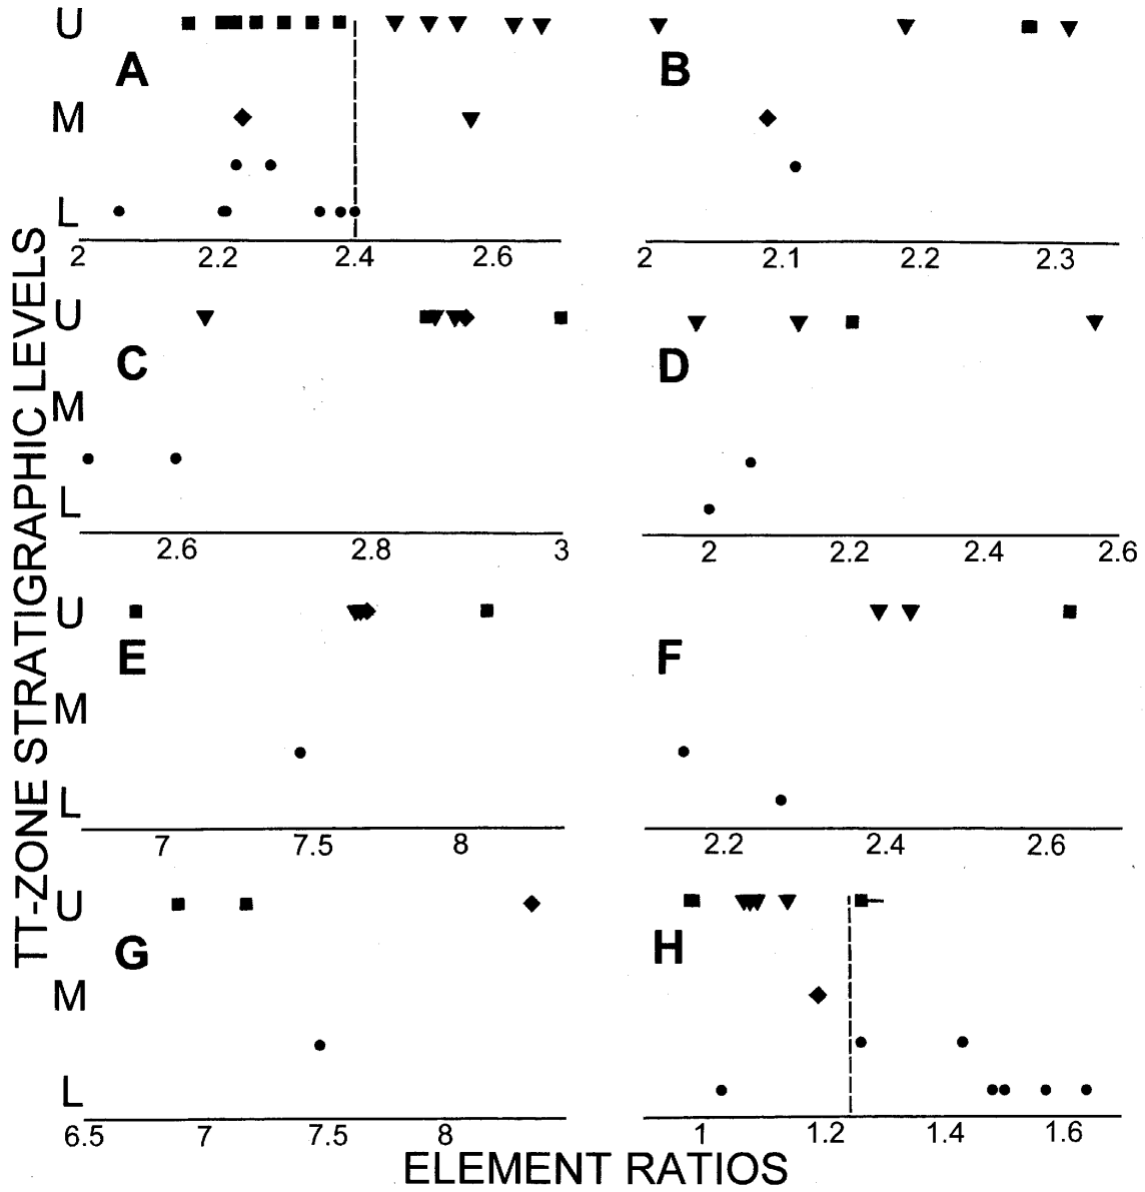 TT-ZONE STRATIGRAPHIC LEVELS
U
A
M
L
2 2.2 2.4 2.6
B
2 2.1 2.2 2.3
U
C
M
L
2.6 2.8 3
D
2 2.2 2.4 2.6
U
E
M
L
7 7.5 8
F
2.2 2.4 2.6
U
G
M
L
6.5 7 7.5 8
H
1 1.2 1.4 1.6
ELEMENT RATIOS